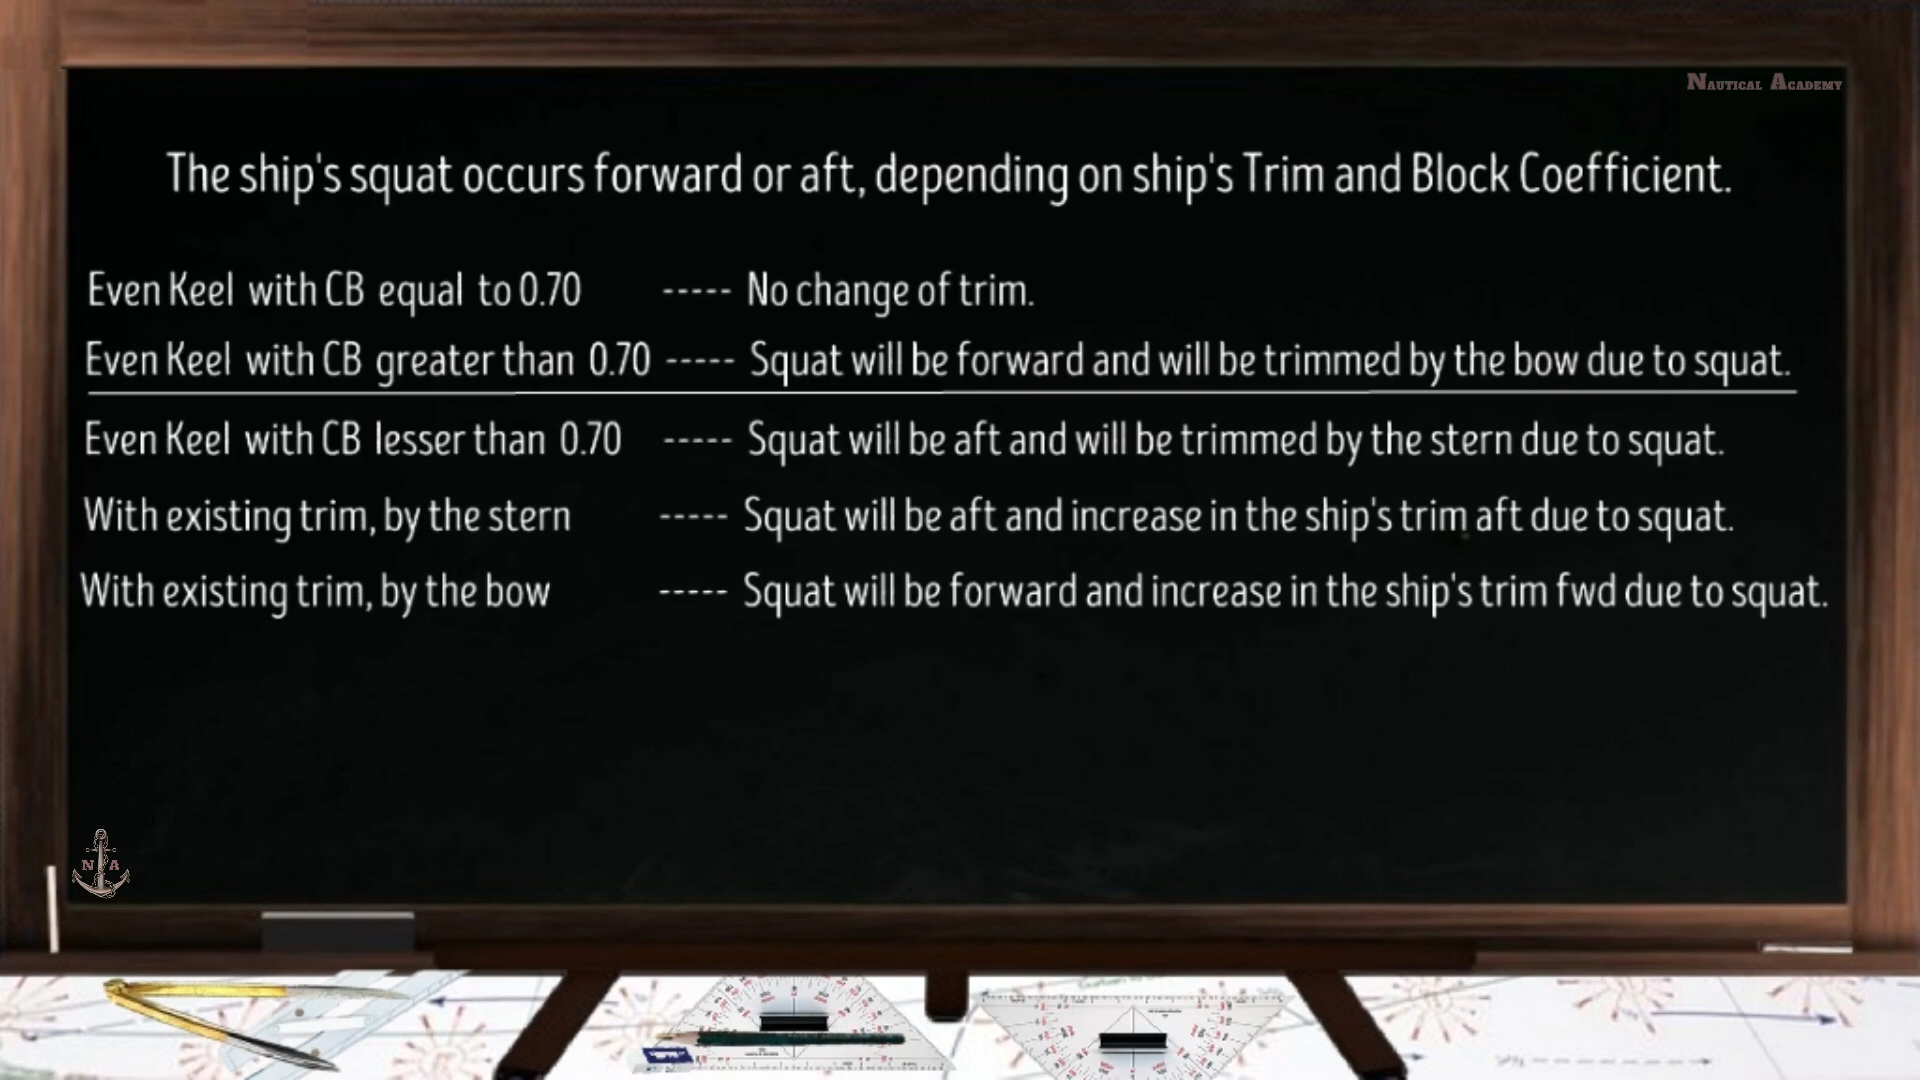 Nautical Academy
The ship's squat occurs forward or aft, depending on ship's Trim and Block Coefficient.
Even Keel with CB equal to 0.70 ----- No change of trim.
Even Keel with CB greater than 0.70 ----- Squat will be forward and will be trimmed by the bow due to squat.
Even Keel with CB lesser than 0.70 ----- Squat will be aft and will be trimmed by the stern due to squat.
With existing trim, by the stern ----- Squat will be aft and increase in the ship's trim aft due to squat.
With existing trim, by the bow ----- Squat will be forward and increase in the ship's trim fwd due to squat.
N A